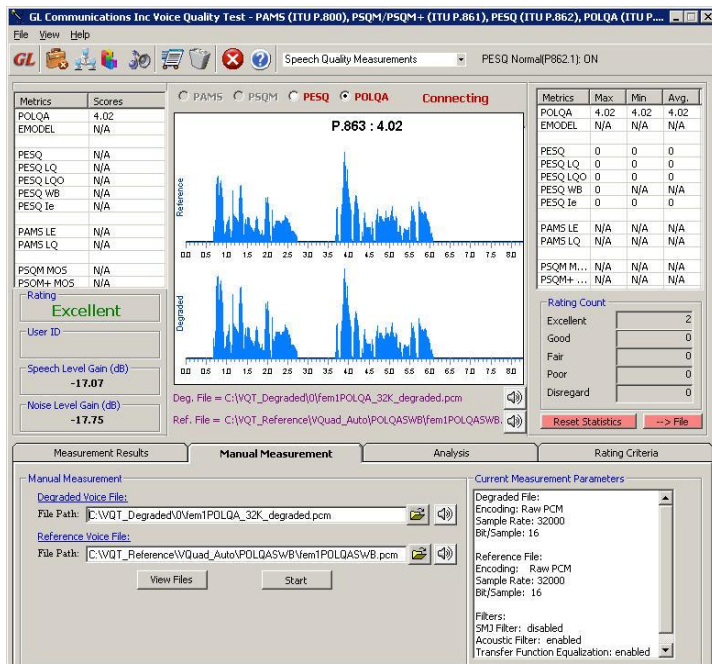 GL Communications Inc Voice Quality Test - PAMS (ITU P.800), PSQM/PSQM+ (ITU P.861), PESQ (ITU P.862), POLQA (ITU P....
File View Help
GL Speech Quality Measurements PESQ Normal(P862.1): ON
Metrics Scores
POLQA 4.02
EMODEL N/A
PESQ N/A
PESQ LQ N/A
PESQ LQO N/A
PESQ WB N/A
PESQ Ie N/A
PAMS LE N/A
PAMS LQ N/A
PSQM MOS N/A
PSQM+ MOS N/A
Rating
Excellent
User ID
Speech Level Gain (dB)
-17.07
Noise Level Gain (dB)
-17.75
PAMS PSQM PESQ POLQA Connecting
P.863 : 4.02
Reference
0.0 0.5 1.0 1.5 2.0 2.5 3.0 3.5 4.0 4.5 5.0 5.5 6.0 6.5 7.0 7.5 8.0
Degraded
0.0 0.5 1.0 1.5 2.0 2.5 3.0 3.5 4.0 4.5 5.0 5.5 6.0 6.5 7.0 7.5 8.0
Deg. File = C:\VQT_Degraded\0\fem1POLQA_32K_degraded.pcm
Ref. File = C:\VQT_Reference\VQuad_Auto\POLQASWB\fem1POLQASWB.
Metrics Max Min Avg.
POLQA 4.02 4.02 4.02
EMODEL N/A N/A N/A
PESQ 0 0 0
PESQ LQ 0 0 0
PESQ LQO 0 0 0
PESQ WB 0 N/A N/A
PESQ Ie 0 0 0
PAMS LE N/A N/A N/A
PAMS LQ N/A N/A N/A
PSQM M... N/A N/A N/A
PSQM+ ... N/A N/A N/A
Rating Count
Excellent 2
Good 0
Fair 0
Poor 0
Disregard 0
Reset Statistics --> File
Measurement Results Manual Measurement Analysis Rating Criteria
Manual Measurement
Degraded Voice File:
File Path: C:\VQT_Degraded\0\fem1POLQA_32K_degraded.pcm
Reference Voice File:
File Path: C:\VQT_Reference\VQuad_Auto\POLQASWB\fem1POLQASWB.pcm
View Files Start
Current Measurement Parameters
Degraded File:
Encoding: Raw PCM
Sample Rate: 32000
Bit/Sample: 16
Reference File:
Encoding: Raw PCM
Sample Rate: 32000
Bit/Sample: 16
Filters:
SMJ Filter: disabled
Acoustic Filter: enabled
Transfer Function Equalization: enabled